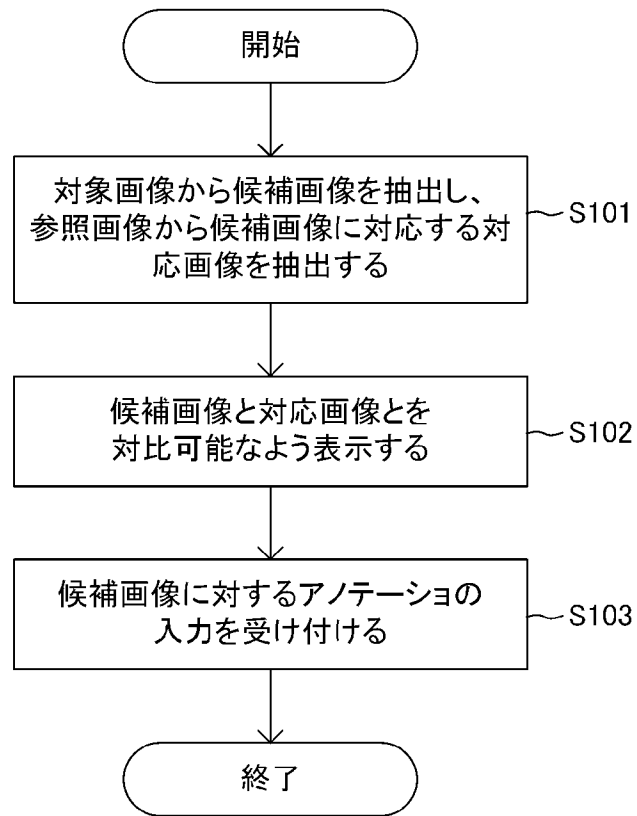 開始
対象画像から候補画像を抽出し、
参照画像から候補画像に対応する対
応画像を抽出する
S101
候補画像と対応画像とを
対比可能なよう表示する
S102
候補画像に対するアノテーショの
入力を受け付ける
S103
終了